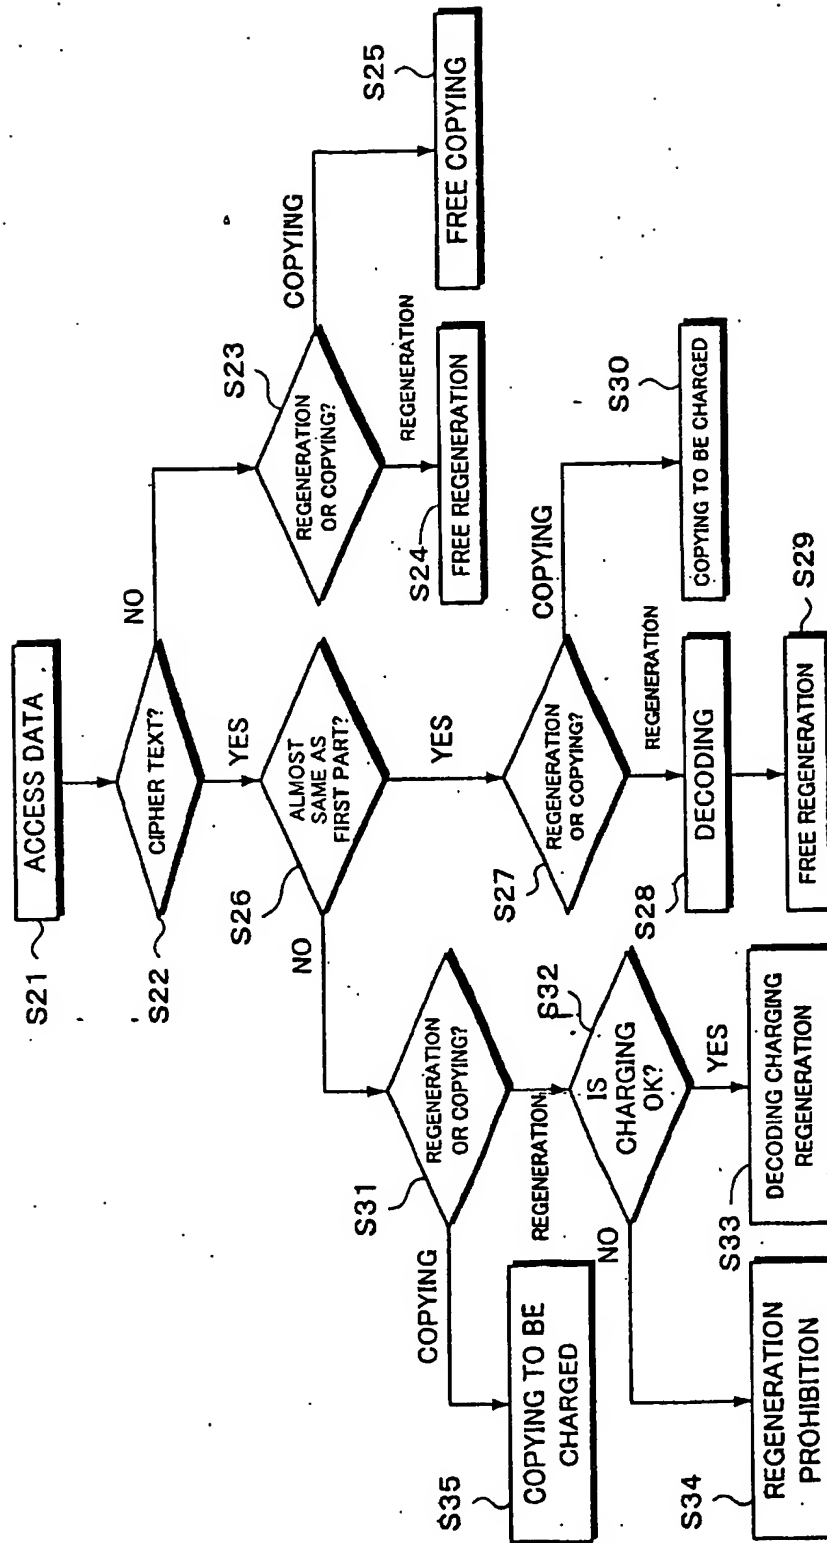 S21
ACCESS DATA
S22
CIPHER TEXT?
NO
YES
S23
REGENERATION
OR COPYING?
COPYING
S25
FREE COPYING
REGENERATION
S24
FREE REGENERATION
S26
ALMOST
SAME AS
FIRST PART?
NO
YES
S27
REGENERATION
OR COPYING?
COPYING
S30
COPYING TO BE CHARGED
REGENERATION
S28
DECODING
S29
FREE REGENERATION
S31
REGENERATION
OR COPYING?
COPYING
S35
COPYING TO BE
CHARGED
REGENERATION
S32
IS
CHARGING
OK?
NO
YES
S33
DECODING CHARGING
REGENERATION
S34
REGENERATION
PROHIBITION